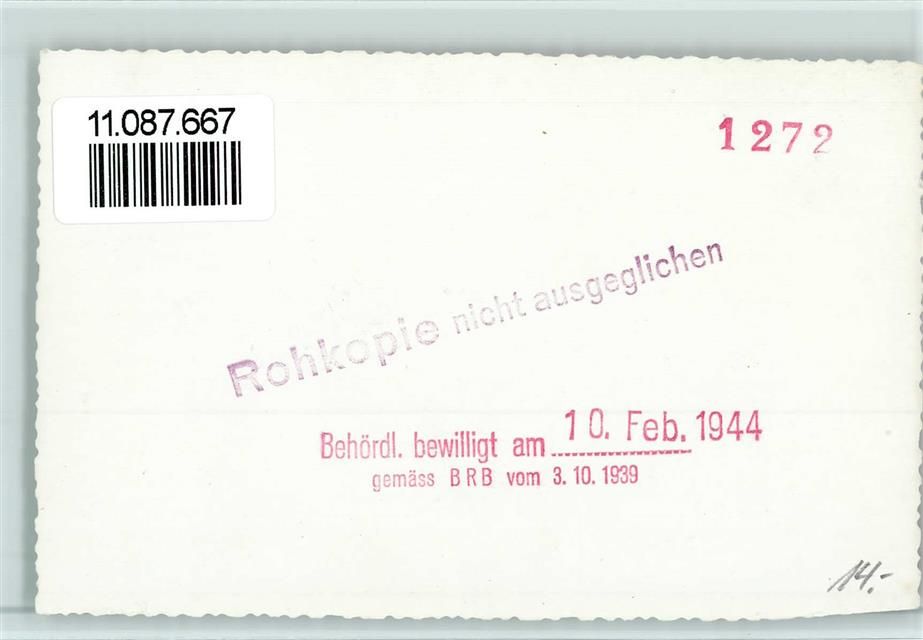 11.087.667
1272
Rohkopie nicht ausgeglichen
Behördl. bewilligt am 10. Feb. 1944
gemäss BRB vom 3.10.1939
14.-